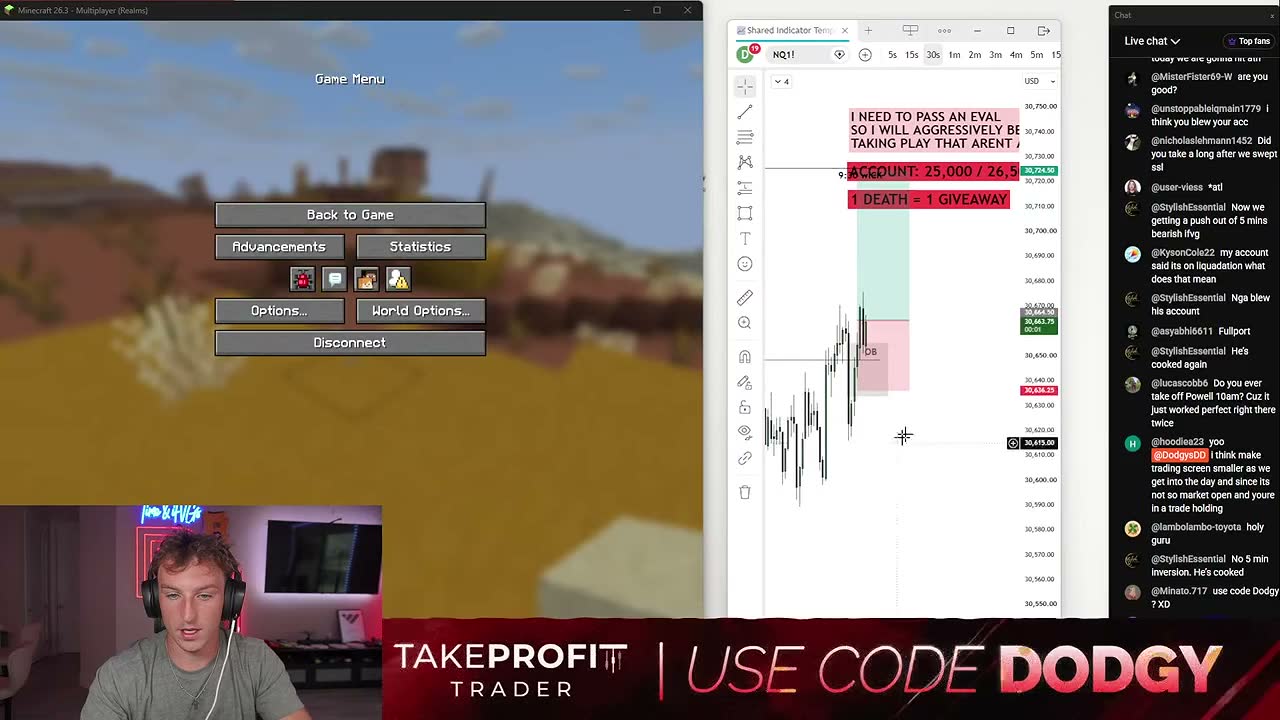 Minecraft 26.3 - Multiplayer (Realms)
Game Menu
Back to Game
Advancements
Statistics
Options...
World Options...
Disconnect
Shared Indicator Temp
D
19
NQ1!
5s 15s 30s 1m 2m 3m 4m 5m 15
4
USD
I NEED TO PASS AN EVAL
SO I WILL AGGRESSIVELY BE
TAKING PLAY THAT ARENT
ACCOUNT: 25,000 / 26,5
1 DEATH = 1 GIVEAWAY
OB
30,750.00
30,740.00
30,730.00
30,724.50
30,720.00
30,710.00
30,700.00
30,690.00
30,680.00
30,670.00
30,664.50
30,663.75
00:01
30,650.00
30,640.00
30,636.25
30,630.00
30,620.00
30,615.00
30,610.00
30,600.00
30,590.00
30,580.00
30,570.00
30,560.00
30,550.00
Chat
Live chat
Top fans
today we are gonna hit ath
@MisterFister69-W are you
good?
@unstoppableiqmain1779 i
think you blew your acc
@nicholaslehmann1452 Did
you take a long after we swept
ssl
@user-viess *atl
@StylishEssential Now we
getting a push out of 5 mins
bearish ifvg
@KysonCole22 my account
said its on liquadation what
does that mean
@StylishEssential Nga blew
his account
@asyabhi6611 Fullport
@StylishEssential He's
cooked again
@lucascobb6 Do you ever
take off Powell 10am? Cuz it
just worked perfect right there
twice
H
@hoodlea23 yoo
@DodgysDD i think make
trading screen smaller as we
get into the day and since its
not so market open and youre
in a trade holding
@lambolambo-toyota holy
guru
@StylishEssential No 5 min
inversion. He's cooked
@Minato.717 use code Dodgy
? XD
Time & FVGs
TAKEPROFIT
TRADER
USE CODE DODGY